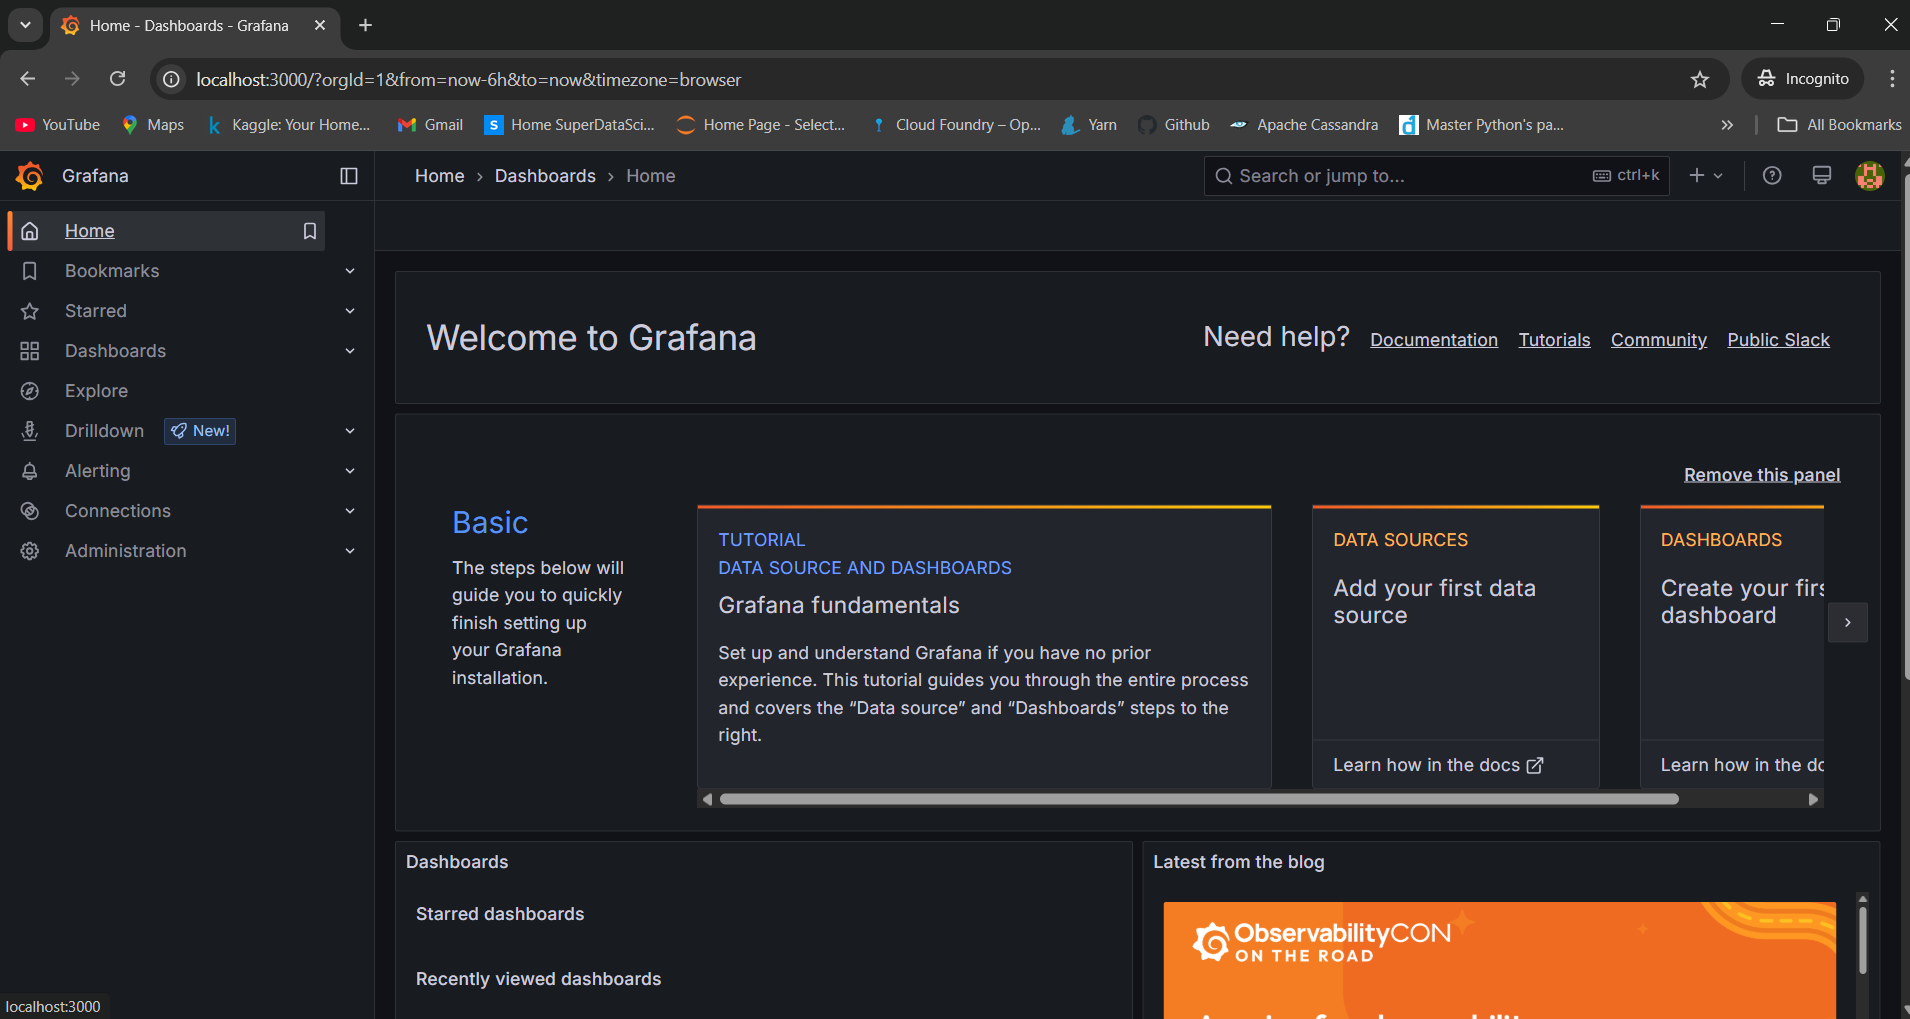 Home - Dashboards - Grafana
localhost:3000/?orgId=1&from=now-6h&to=now&timezone=browser
Incognito
YouTube
Maps
Kaggle: Your Home...
Gmail
Home SuperDataSci...
Home Page - Select...
Cloud Foundry – Op...
Yarn
Github
Apache Cassandra
Master Python's pa...
All Bookmarks
Grafana
Home › Dashboards › Home
Search or jump to...
ctrl+k
Home
Bookmarks
Starred
Dashboards
Explore
Drilldown New!
Alerting
Connections
Administration
Welcome to Grafana
Need help? Documentation Tutorials Community Public Slack
Remove this panel
Basic
The steps below will
guide you to quickly
finish setting up
your Grafana
installation.
TUTORIAL
DATA SOURCE AND DASHBOARDS
Grafana fundamentals
Set up and understand Grafana if you have no prior
experience. This tutorial guides you through the entire process
and covers the “Data source” and “Dashboards” steps to the
right.
DATA SOURCES
Add your first data
source
Learn how in the docs
DASHBOARDS
Create your firs
dashboard
Learn how in the do
Dashboards
Starred dashboards
Recently viewed dashboards
Latest from the blog
ObservabilityCON
ON THE ROAD
localhost:3000